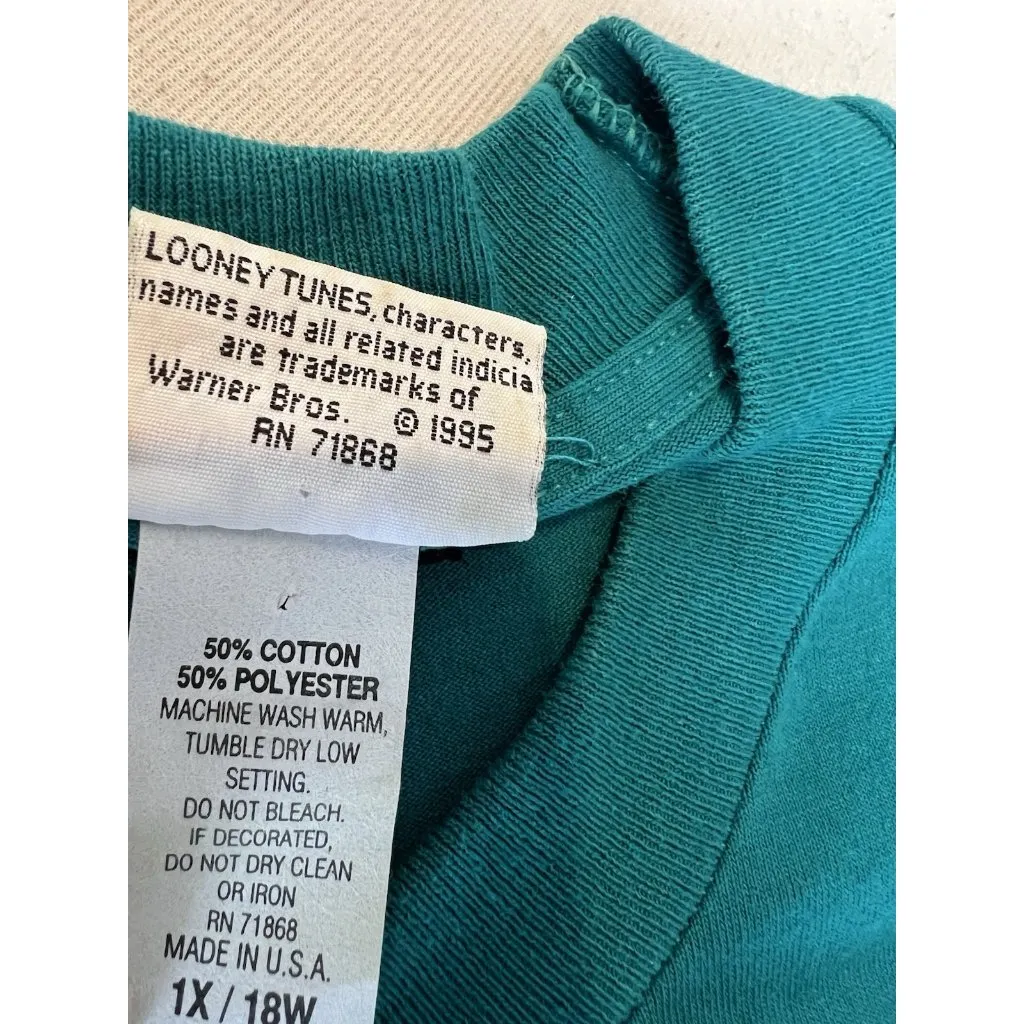 LOONEY TUNES, characters,
names and all related indicia
are trademarks of
Warner Bros. © 1995
RN 71868
50% COTTON
50% POLYESTER
MACHINE WASH WARM,
TUMBLE DRY LOW
SETTING.
DO NOT BLEACH.
IF DECORATED,
DO NOT DRY CLEAN
OR IRON
RN 71868
MADE IN U.S.A.
1X / 18W